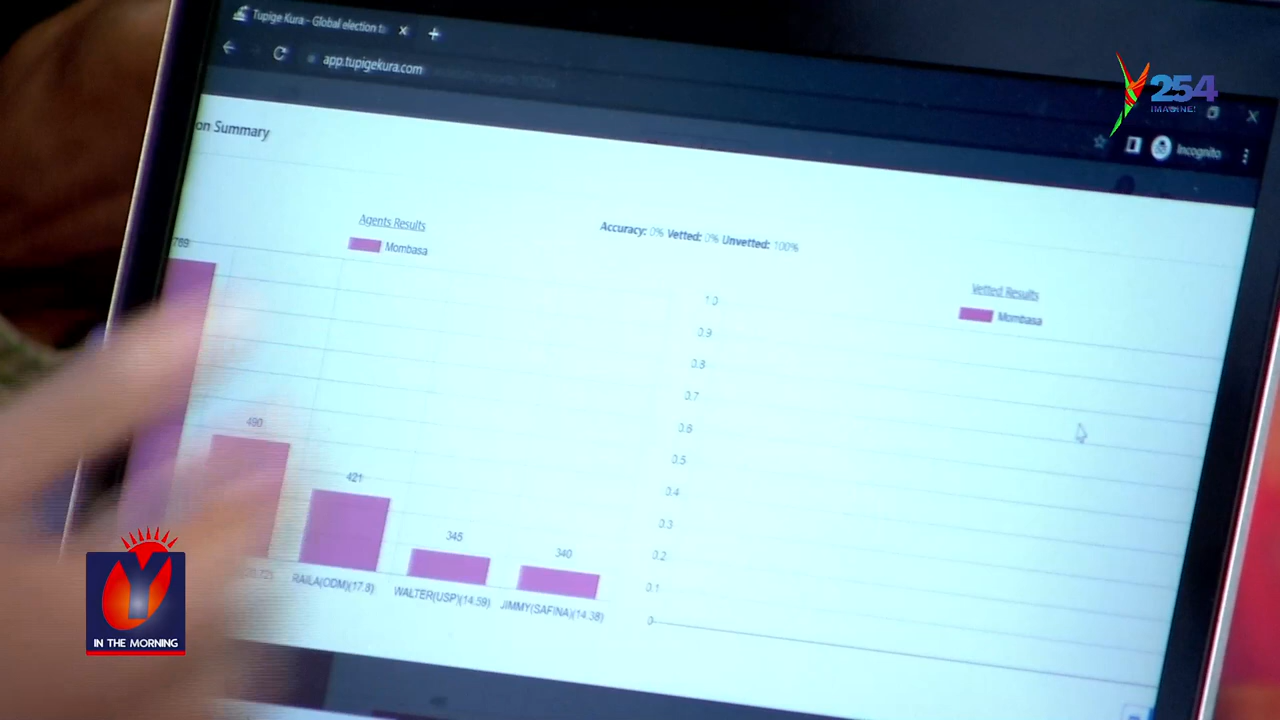 Tupige Kura - Global election t
app.tupigekura.com
254
IMAGINE!
Incognito
on Summary
Agents Results
Mombasa
Accuracy: 0% Vetted: 0% Unvetted: 100%
Vetted Results
Mombasa
769
490
421
345
340
1.0
0.9
0.8
0.7
0.6
0.5
0.4
0.3
0.2
0.1
0
RAILA(ODM)(17.8)
WALTER(USP)(14.59)
JIMMY(SAFINA)(14.38)
Y
IN THE MORNING